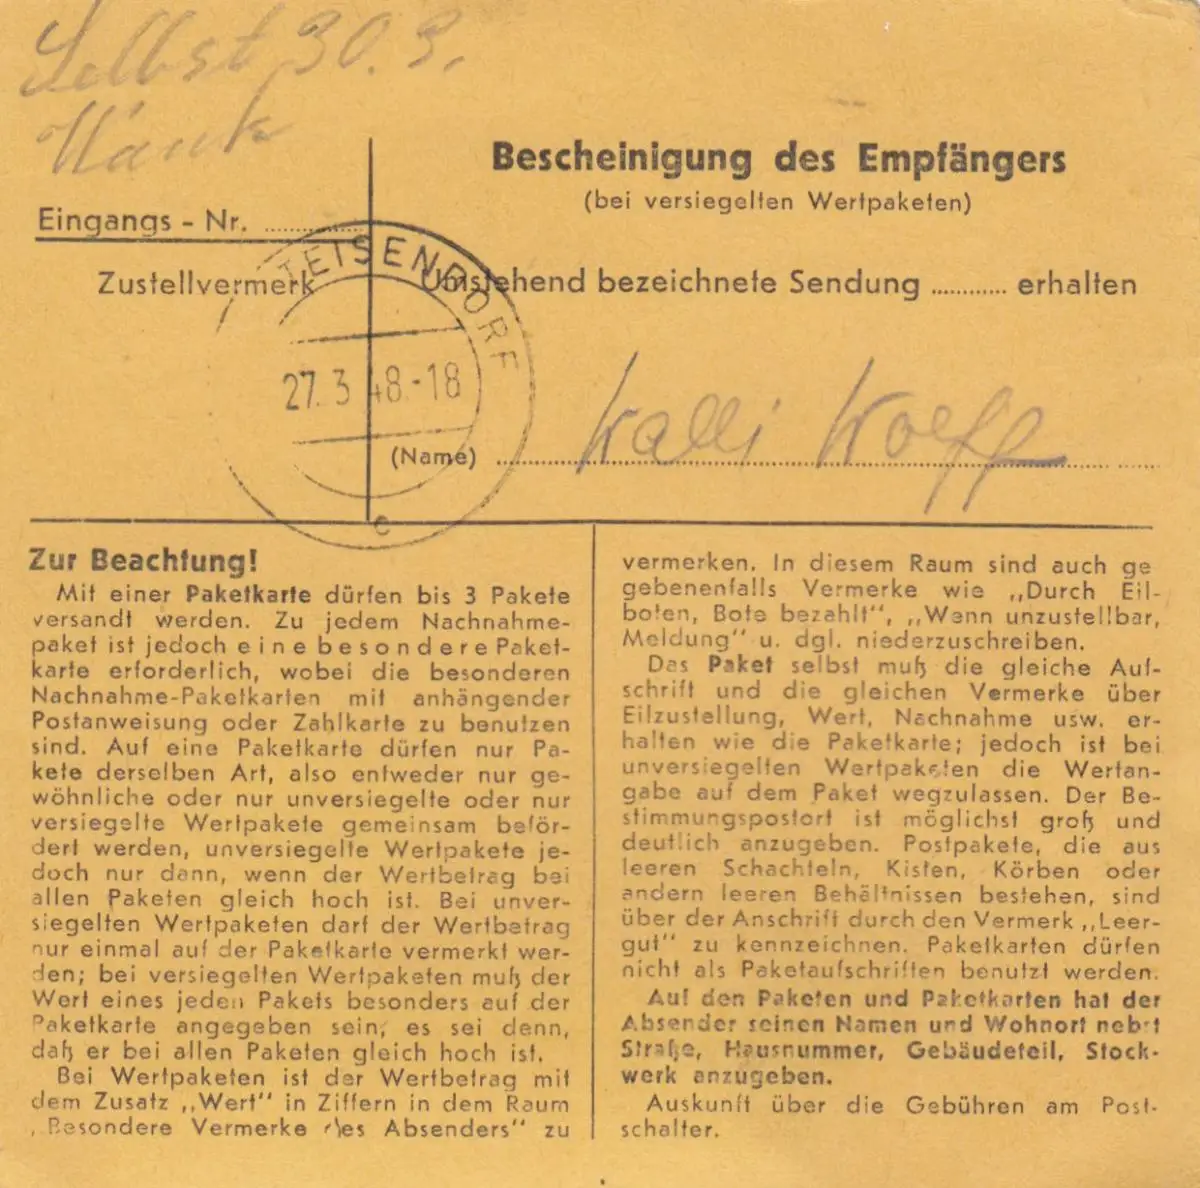 Selbst 30.3.
Bescheinigung des Empfängers
(bei versiegelten Wertpaketen)
Eingangs - Nr. ............
Zustellvermerk
Umstehend bezeichnete Sendung ............ erhalten
TEISENDORF
27.3 48.-18
c
(Name) Kalli Koeff
Zur Beachtung!
Mit einer Paketkarte dürfen bis 3 Pakete
versandt werden. Zu jedem Nachnahme-
paket ist jedoch eine besondere Paket-
karte erforderlich, wobei die besonderen
Nachnahme-Paketkarten mit anhängender
Postanweisung oder Zahlkarte zu benutzen
sind. Auf eine Paketkarte dürfen nur Pa-
kete derselben Art, also entweder nur ge-
wöhnliche oder nur unversiegelte oder nur
versiegelte Wertpakete gemeinsam beför-
dert werden, unversiegelte Wertpakete je-
doch nur dann, wenn der Wertbetrag bei
allen Paketen gleich hoch ist. Bei unver-
siegelten Wertpaketen darf der Wertbetrag
nur einmal auf der Paketkarte vermerkt wer-
den; bei versiegelten Wertpaketen muß der
Wert eines jeden Pakets besonders auf der
Paketkarte angegeben sein, es sei denn,
daß er bei allen Paketen gleich hoch ist.
Bei Wertpaketen ist der Wertbetrag mit
dem Zusatz „Wert" in Ziffern in dem Raum
„Besondere Vermerke des Absenders" zu
vermerken. In diesem Raum sind auch ge
gebenenfalls Vermerke wie „Durch Eil-
boten, Bote bezahlt", „Wenn unzustellbar,
Meldung" u. dgl. niederzuschreiben.
Das Paket selbst muß die gleiche Auf-
schrift und die gleichen Vermerke über
Eilzustellung, Wert, Nachnahme usw. er-
halten wie die Paketkarte; jedoch ist bei
unversiegelten Wertpaketen die Wertan-
gabe auf dem Paket wegzulassen. Der Be-
stimmungspostort ist möglichst groß und
deutlich anzugeben. Postpakete, die aus
leeren Schachteln, Kisten, Körben oder
andern leeren Behältnissen bestehen, sind
über der Anschrift durch den Vermerk „Leer-
gut" zu kennzeichnen. Paketkarten dürfen
nicht als Paketaufschriften benutzt werden.
Auf den Paketen und Paketkarten hat der
Absender seinen Namen und Wohnort nebst
Straße, Hausnummer, Gebäudeteil, Stock-
werk anzugeben.
Auskunft über die Gebühren am Post-
schalter.